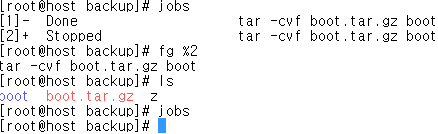 [root@host backup]# jobs
[1]-  Done                    tar -cvf boot.tar.gz boot
[2]+  Stopped                 tar -cvf boot.tar.gz boot
[root@host backup]# fg %2
tar -cvf boot.tar.gz boot
[root@host backup]# ls
boot  boot.tar.gz  z
[root@host backup]# jobs
[root@host backup]#